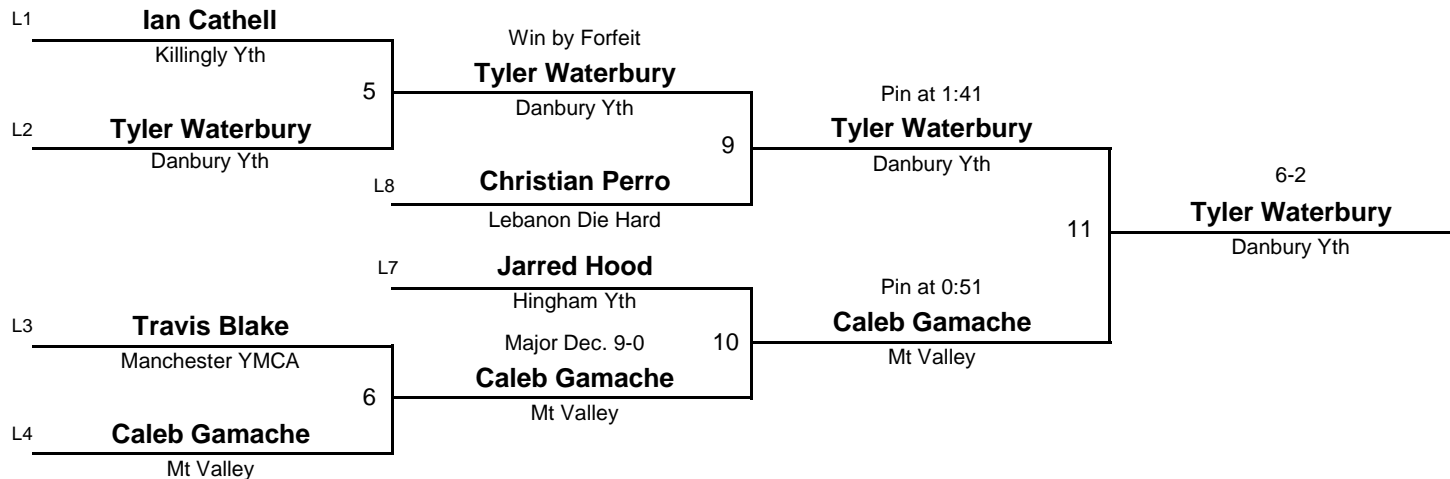 L1
Ian Cathell
Killingly Yth
5
L2
Tyler Waterbury
Danbury Yth
Win by Forfeit
Tyler Waterbury
Danbury Yth
9
L8
Christian Perro
Lebanon Die Hard
L7
Jarred Hood
Hingham Yth
L3
Travis Blake
Manchester YMCA
6
L4
Caleb Gamache
Mt Valley
Major Dec. 9-0
10
Caleb Gamache
Mt Valley
Pin at 1:41
Tyler Waterbury
Danbury Yth
11
Pin at 0:51
Caleb Gamache
Mt Valley
6-2
Tyler Waterbury
Danbury Yth